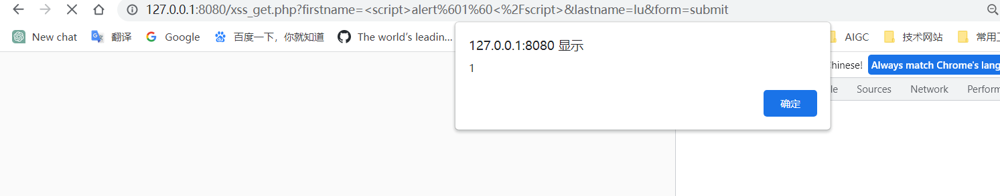 127.0.0.1:8080/xss_get.php?firstname=<script>alert%601%60<%2Fscript>&lastname=lu&form=submit
New chat 翻译 Google 百度一下，你就知道 The world's leadin... AIGC 技术网站 常用工
127.0.0.1:8080 显示
1
确定
Chinese! Always match Chrome's lang
le Sources Network Perform